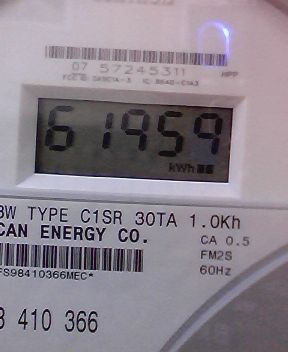 07 57245311
HPP
61959
kWh
3W TYPE C1SR 30TA 1.0Kh
CAN ENERGY CO.
CA 0.5
FM2S
60Hz
FS98410366MEC*
410 366